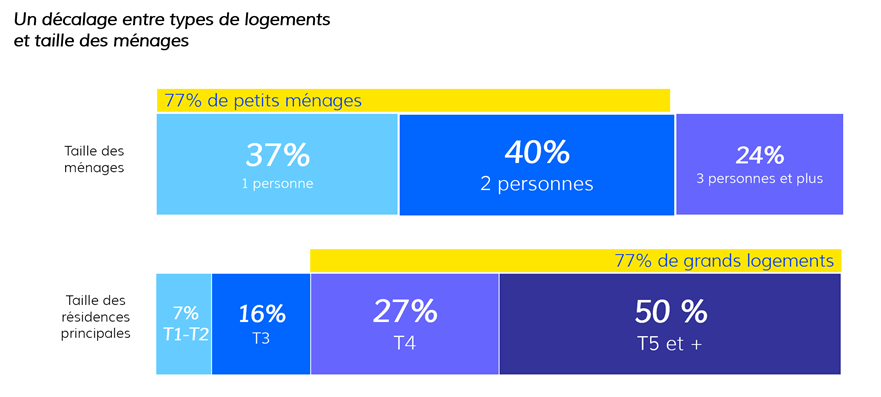 Un décalage entre types de logements
et taille des ménages
77% de petits ménages
Taille des
ménages
37%
1 personne
40%
2 personnes
24%
3 personnes et plus
77% de grands logements
Taille des
résidences
principales
7%
T1-T2
16%
T3
27%
T4
50 %
T5 et +